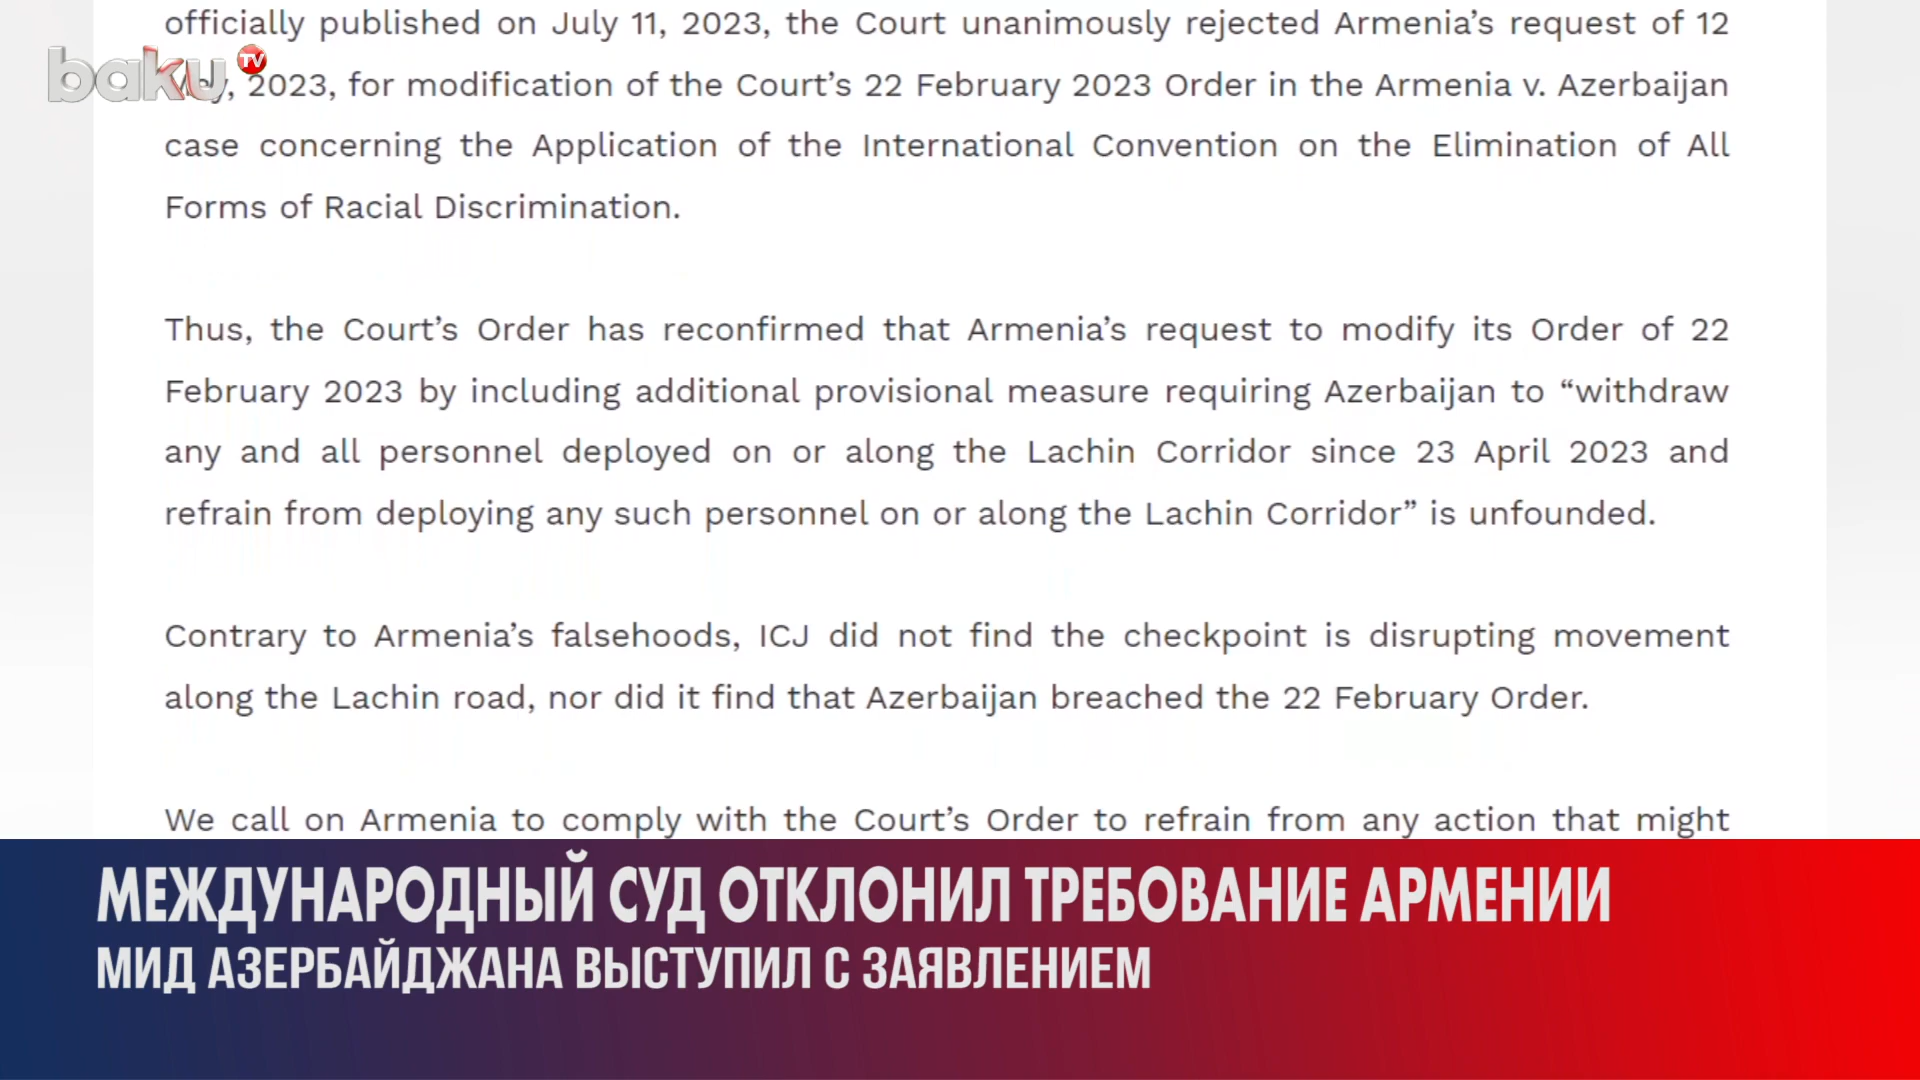 officially published on July 11, 2023, the Court unanimously rejected Armenia’s request of 12
baku TV
2023, for modification of the Court’s 22 February 2023 Order in the Armenia v. Azerbaijan
case concerning the Application of the International Convention on the Elimination of All
Forms of Racial Discrimination.
Thus, the Court’s Order has reconfirmed that Armenia’s request to modify its Order of 22
February 2023 by including additional provisional measure requiring Azerbaijan to “withdraw
any and all personnel deployed on or along the Lachin Corridor since 23 April 2023 and
refrain from deploying any such personnel on or along the Lachin Corridor” is unfounded.
Contrary to Armenia’s falsehoods, ICJ did not find the checkpoint is disrupting movement
along the Lachin road, nor did it find that Azerbaijan breached the 22 February Order.
We call on Armenia to comply with the Court’s Order to refrain from any action that might
МЕЖДУНАРОДНЫЙ СУД ОТКЛОНИЛ ТРЕБОВАНИЕ АРМЕНИИ
МИД АЗЕРБАЙДЖАНА ВЫСТУПИЛ С ЗАЯВЛЕНИЕМ